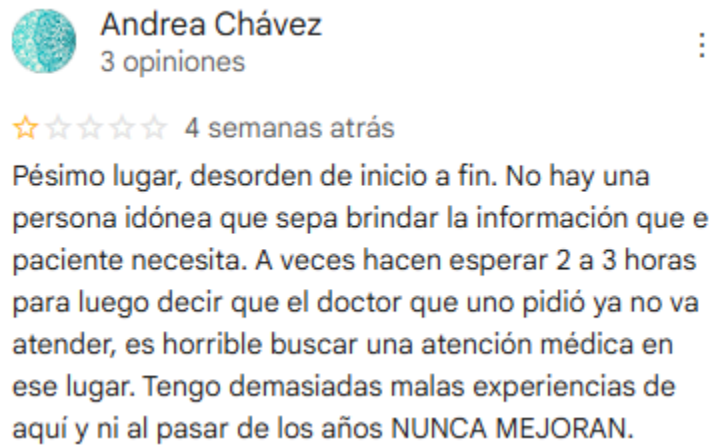 Andrea Chávez
3 opiniones
4 semanas atrás
Pésimo lugar, desorden de inicio a fin. No hay una
persona idónea que sepa brindar la información que e
paciente necesita. A veces hacen esperar 2 a 3 horas
para luego decir que el doctor que uno pidió ya no va
atender, es horrible buscar una atención médica en
ese lugar. Tengo demasiadas malas experiencias de
aquí y ni al pasar de los años NUNCA MEJORAN.